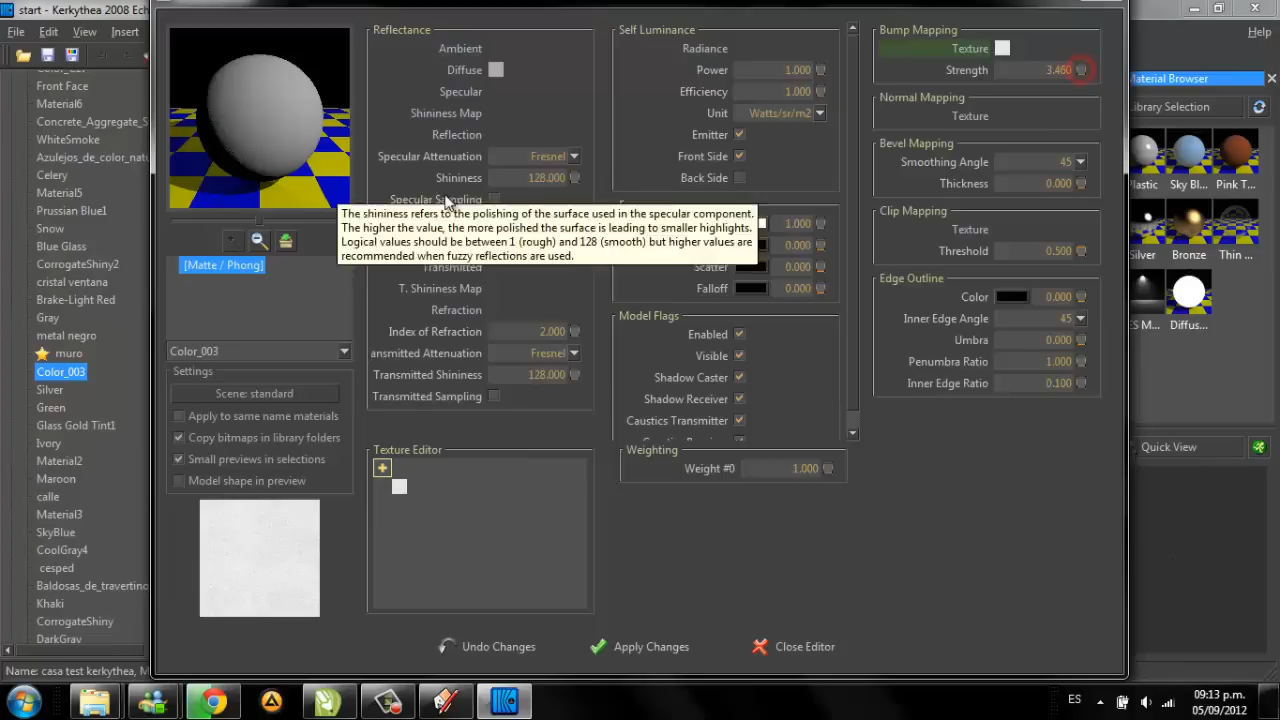 start - Kerkythea 2008 Ech
File Edit View Insert
Help
Front Face
Material6
Concrete_Aggregate_S
WhiteSmoke
Azulejos_de_color_natu
Celery
Material5
Prussian Blue1
Snow
Blue Glass
CorrogateShiny2
cristal ventana
Brake-Light Red
Gray
metal negro
muro
Color_003
Silver
Green
Glass Gold Tint1
Ivory
Material2
Maroon
calle
Material3
SkyBlue
CoolGray4
cesped
Baldosas_de_travertino
Khaki
CorrogateShiny
DarkGray
Name: casa test kerkythea, M
[Matte / Phong]
Color_003
Settings
Scene: standard
Apply to same name materials
Copy bitmaps in library folders
Small previews in selections
Model shape in preview
Reflectance
Ambient
Diffuse
Specular
Shininess Map
Reflection
Specular Attenuation Fresnel
Shininess 128.000
Specular Sampling
The shininess refers to the polishing of the surface used in the specular component.
The higher the value, the more polished the surface is leading to smaller highlights.
Logical values should be between 1 (rough) and 128 (smooth) but higher values are
recommended when fuzzy reflections are used.
Transmitted
T. Shininess Map
Refraction
Index of Refraction 2.000
ansmitted Attenuation Fresnel
Transmitted Shininess 128.000
Transmitted Sampling
Texture Editor
Self Luminance
Radiance
Power 1.000
Efficiency 1.000
Unit Watts/sr/m2
Emitter
Front Side
Back Side
1.000
0.000
Scatter 0.000
Falloff 0.000
Model Flags
Enabled
Visible
Shadow Caster
Shadow Receiver
Caustics Transmitter
Weighting
Weight #0 1.000
Bump Mapping
Texture
Strength 3.460
Normal Mapping
Texture
Bevel Mapping
Smoothing Angle 45
Thickness 0.000
Clip Mapping
Texture
Threshold 0.500
Edge Outline
Color 0.000
Inner Edge Angle 45
Umbra 0.000
Penumbra Ratio 1.000
Inner Edge Ratio 0.100
Undo Changes Apply Changes Close Editor
aterial Browser
ibrary Selection
Plastic Sky Bl... Pink T...
Silver Bronze Thin ...
ES M... Diffus...
Quick View
ES
09:13 p.m.
05/09/2012